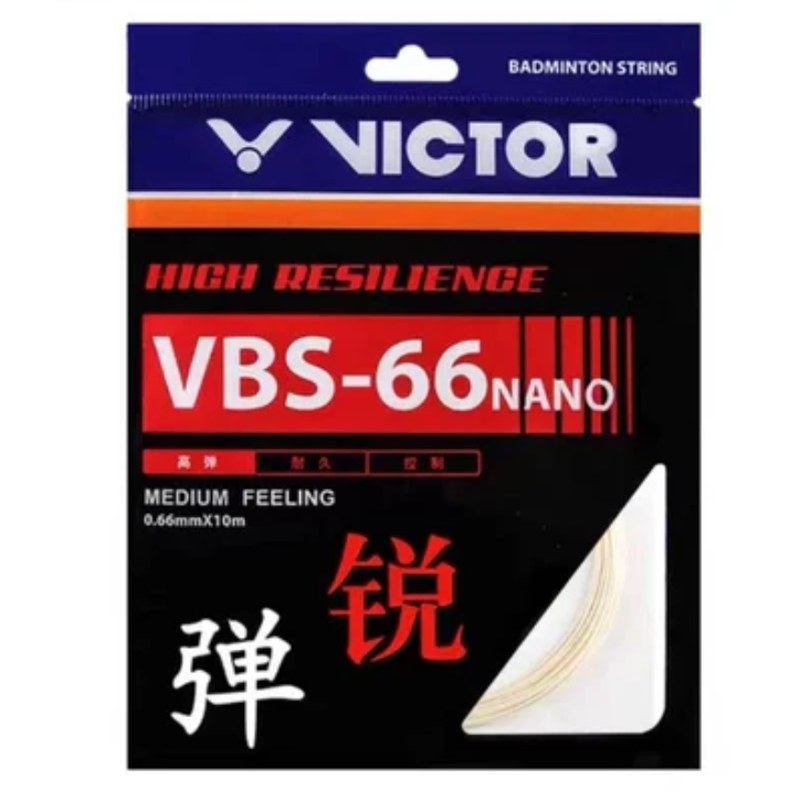 BADMINTON STRING
VICTOR
HIGH RESILIENCE
VBS-66NANO
高弹 耐久 控制
MEDIUM FEELING
0.66mmX10m
锐
弹